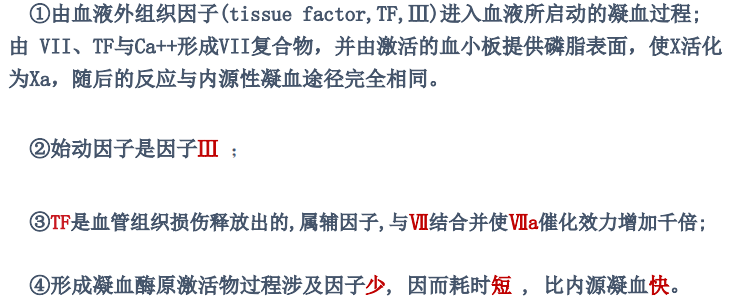 ①由血液外组织因子(tissue factor,TF,Ⅲ)进入血液所启动的凝血过程;
由 VII、TF与Ca++形成VII复合物，并由激活的血小板提供磷脂表面，使X活化
为Xa，随后的反应与内源性凝血途径完全相同。
②始动因子是因子Ⅲ ；
③TF是血管组织损伤释放出的,属辅因子,与Ⅶ结合并使Ⅶa催化效力增加千倍;
④形成凝血酶原激活物过程涉及因子少, 因而耗时短 , 比内源凝血快。